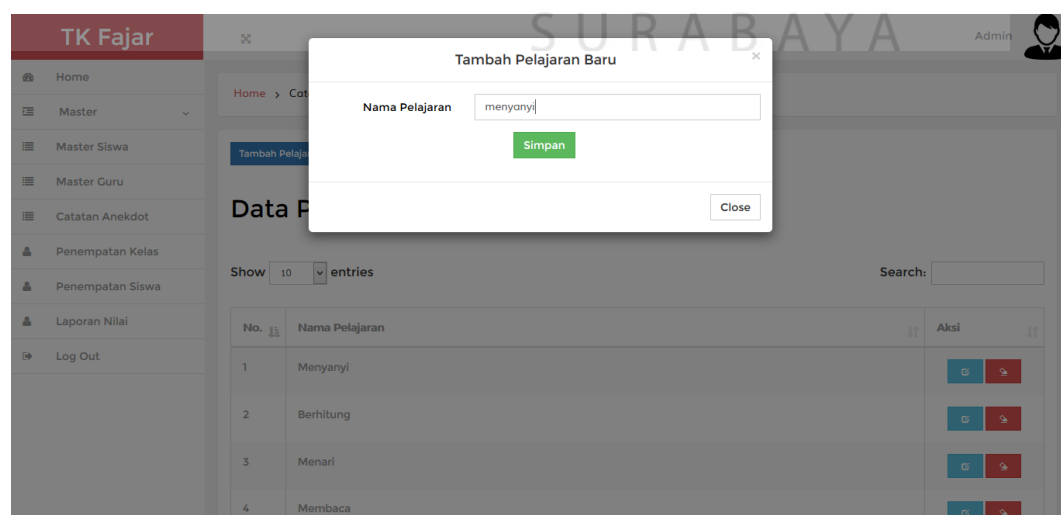 SURABAYA
TK Fajar
Admin
Home
Master
Master Siswa
Master Guru
Catatan Anekdot
Penempatan Kelas
Penempatan Siswa
Laporan Nilai
Log Out
Home > Cat
Tambah Pelajaran Baru
×
Nama Pelajaran menyanyi
Simpan
Close
Tambah Pelaja
Data P
Show 10 entries
Search:
No. Nama Pelajaran Aksi
1 Menyanyi
2 Berhitung
3 Menari
4 Membaca